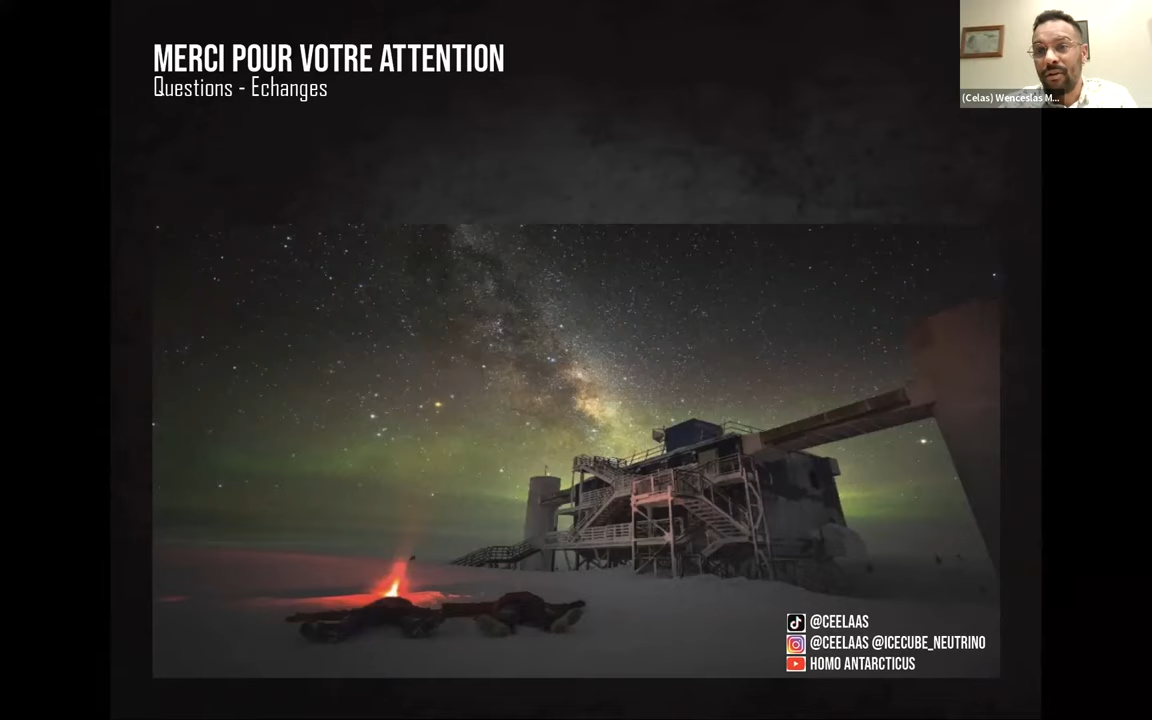 MERCI POUR VOTRE ATTENTION
Questions - Echanges
(Celas) Wenceslas M...
@CEELAAS
@CEELAAS @ICECUBE_NEUTRINO
HOMO ANTARCTICUS